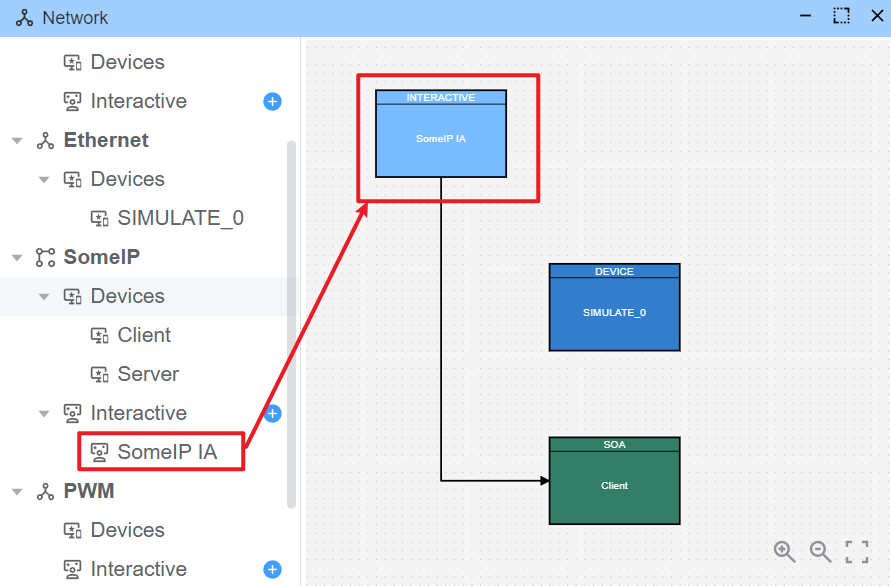 Network
Devices
Interactive
Ethernet
Devices
SIMULATE_0
SomeIP
Devices
Client
Server
Interactive
SomeIP IA
PWM
Devices
Interactive
INTERACTIVE
SomeIP IA
DEVICE
SIMULATE_0
SOA
Client